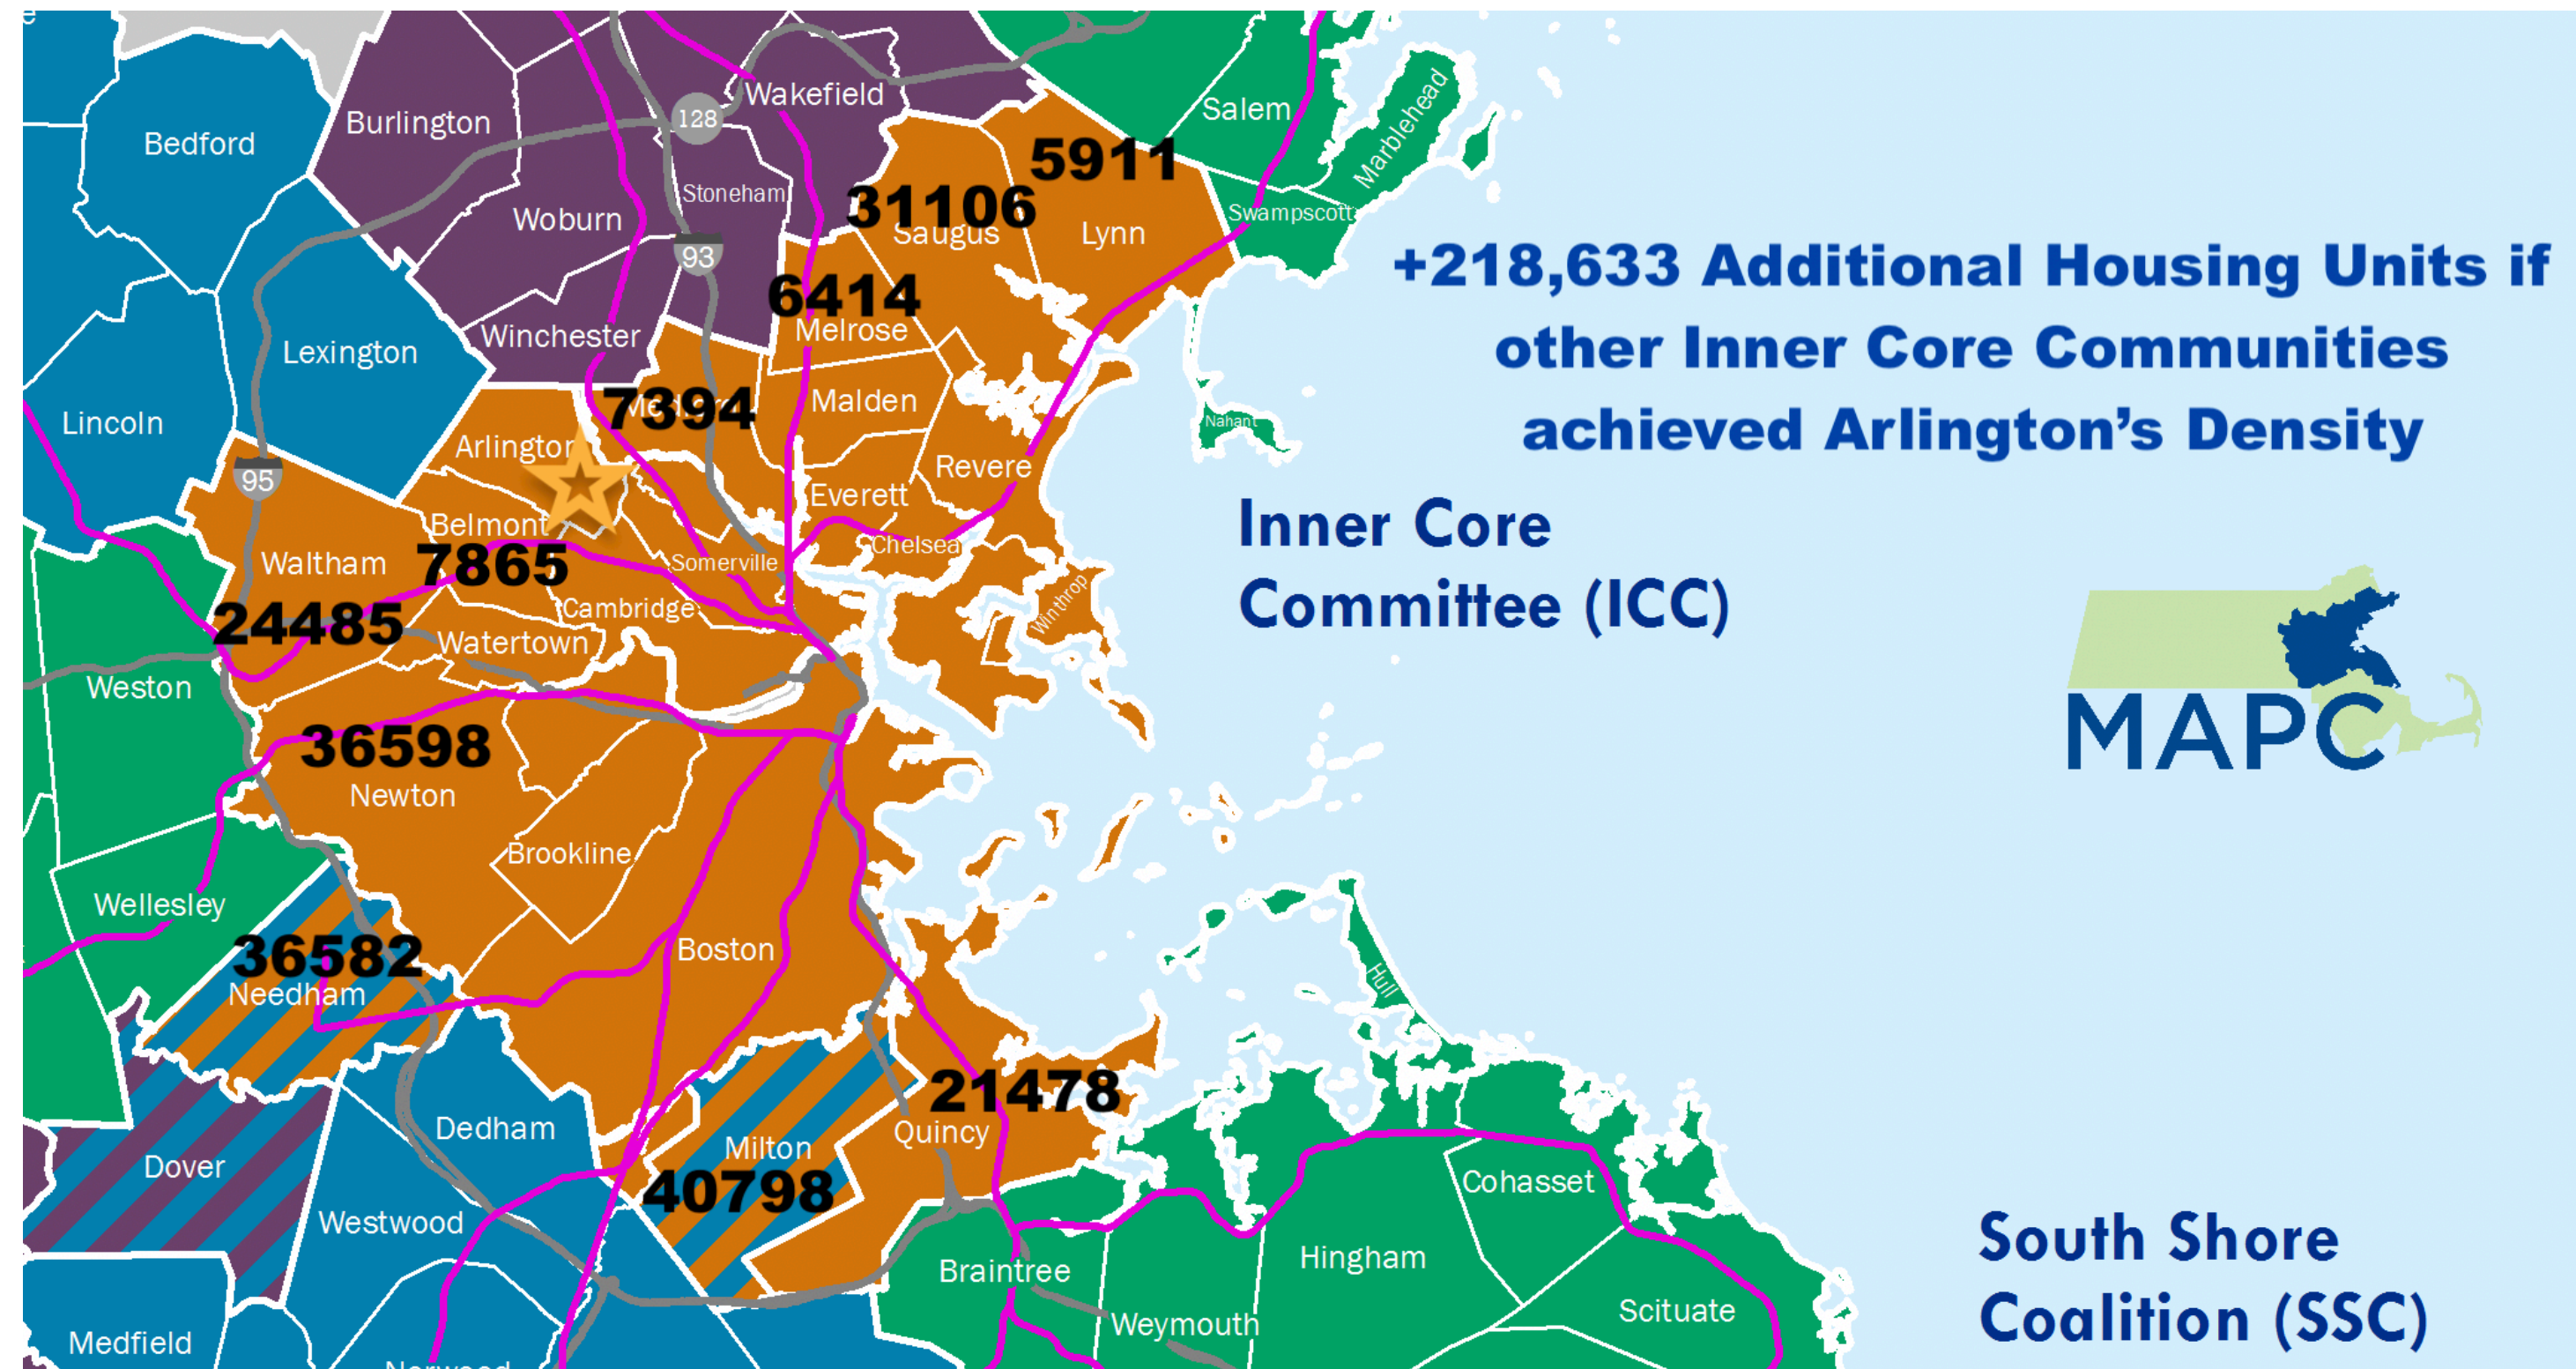 e
Bedford
Burlington
128
Wakefield
Salem
Marblehead
Woburn
Stoneham
31106
5911
Saugus
Lynn
Swampscott
93
6414
Melrose
Winchester
Lexington
Lincoln
7394
Malden
Nahant
Arlington
Revere
95
Everett
Belmont
7865
Waltham
Somerville
Chelsea
Winthrop
24485
Cambridge
Watertown
Weston
36598
Newton
Brookline
Wellesley
36582
Needham
Boston
Hull
21478
Quincy
Dedham
Milton
40798
Dover
Westwood
Cohasset
Braintree
Hingham
Weymouth
Scituate
Medfield
Norwood
+218,633 Additional Housing Units if
other Inner Core Communities
achieved Arlington’s Density
Inner Core
Committee (ICC)
MAPC
South Shore
Coalition (SSC)